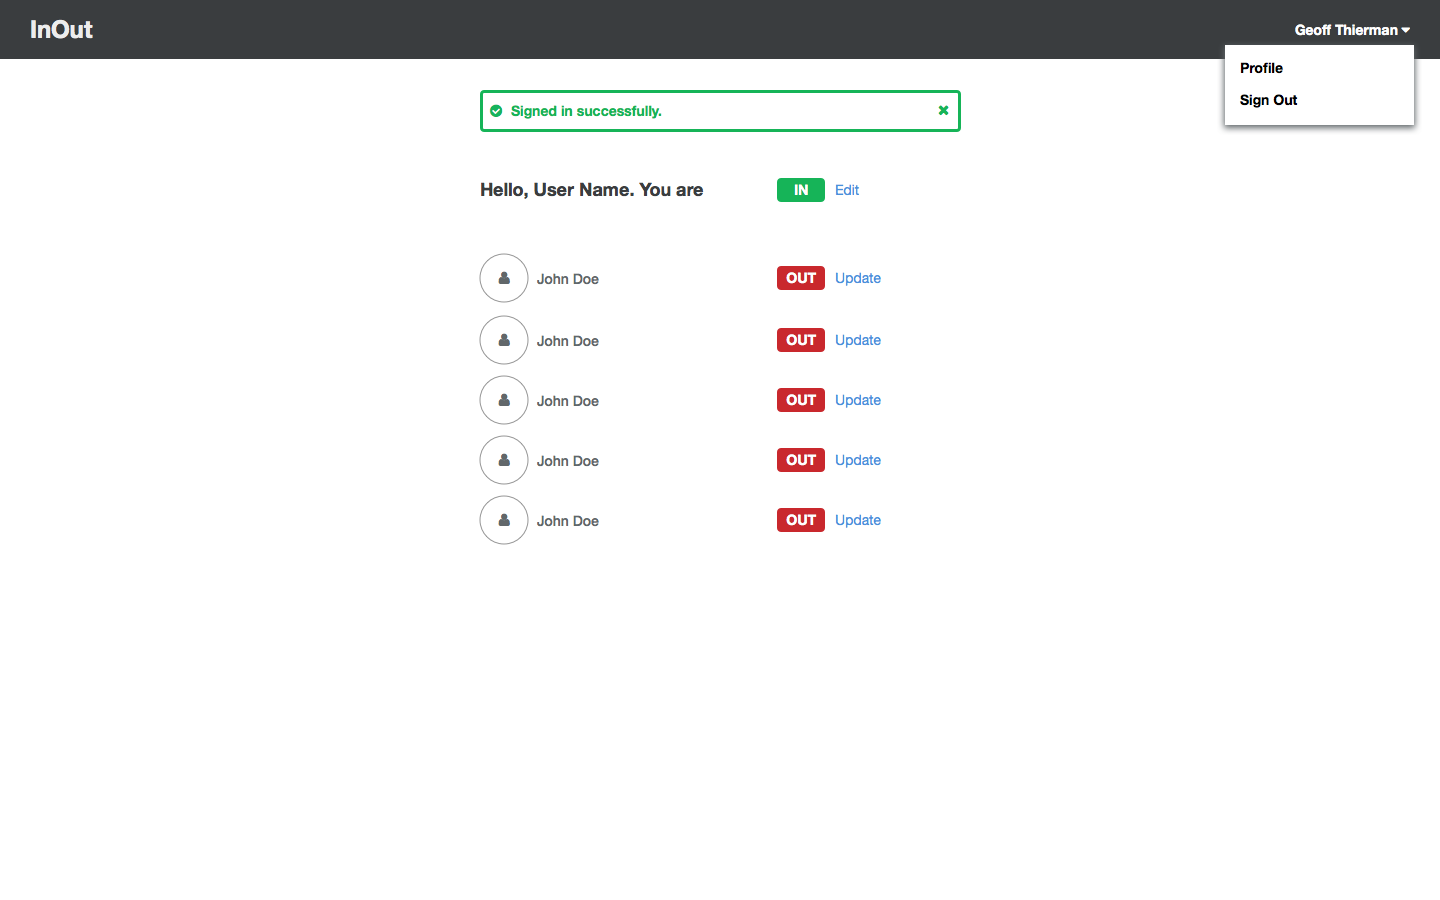 InOut
Geoff Thierman
Profile
Sign Out
Signed in successfully.
Hello, User Name. You are IN Edit
John Doe OUT Update
John Doe OUT Update
John Doe OUT Update
John Doe OUT Update
John Doe OUT Update